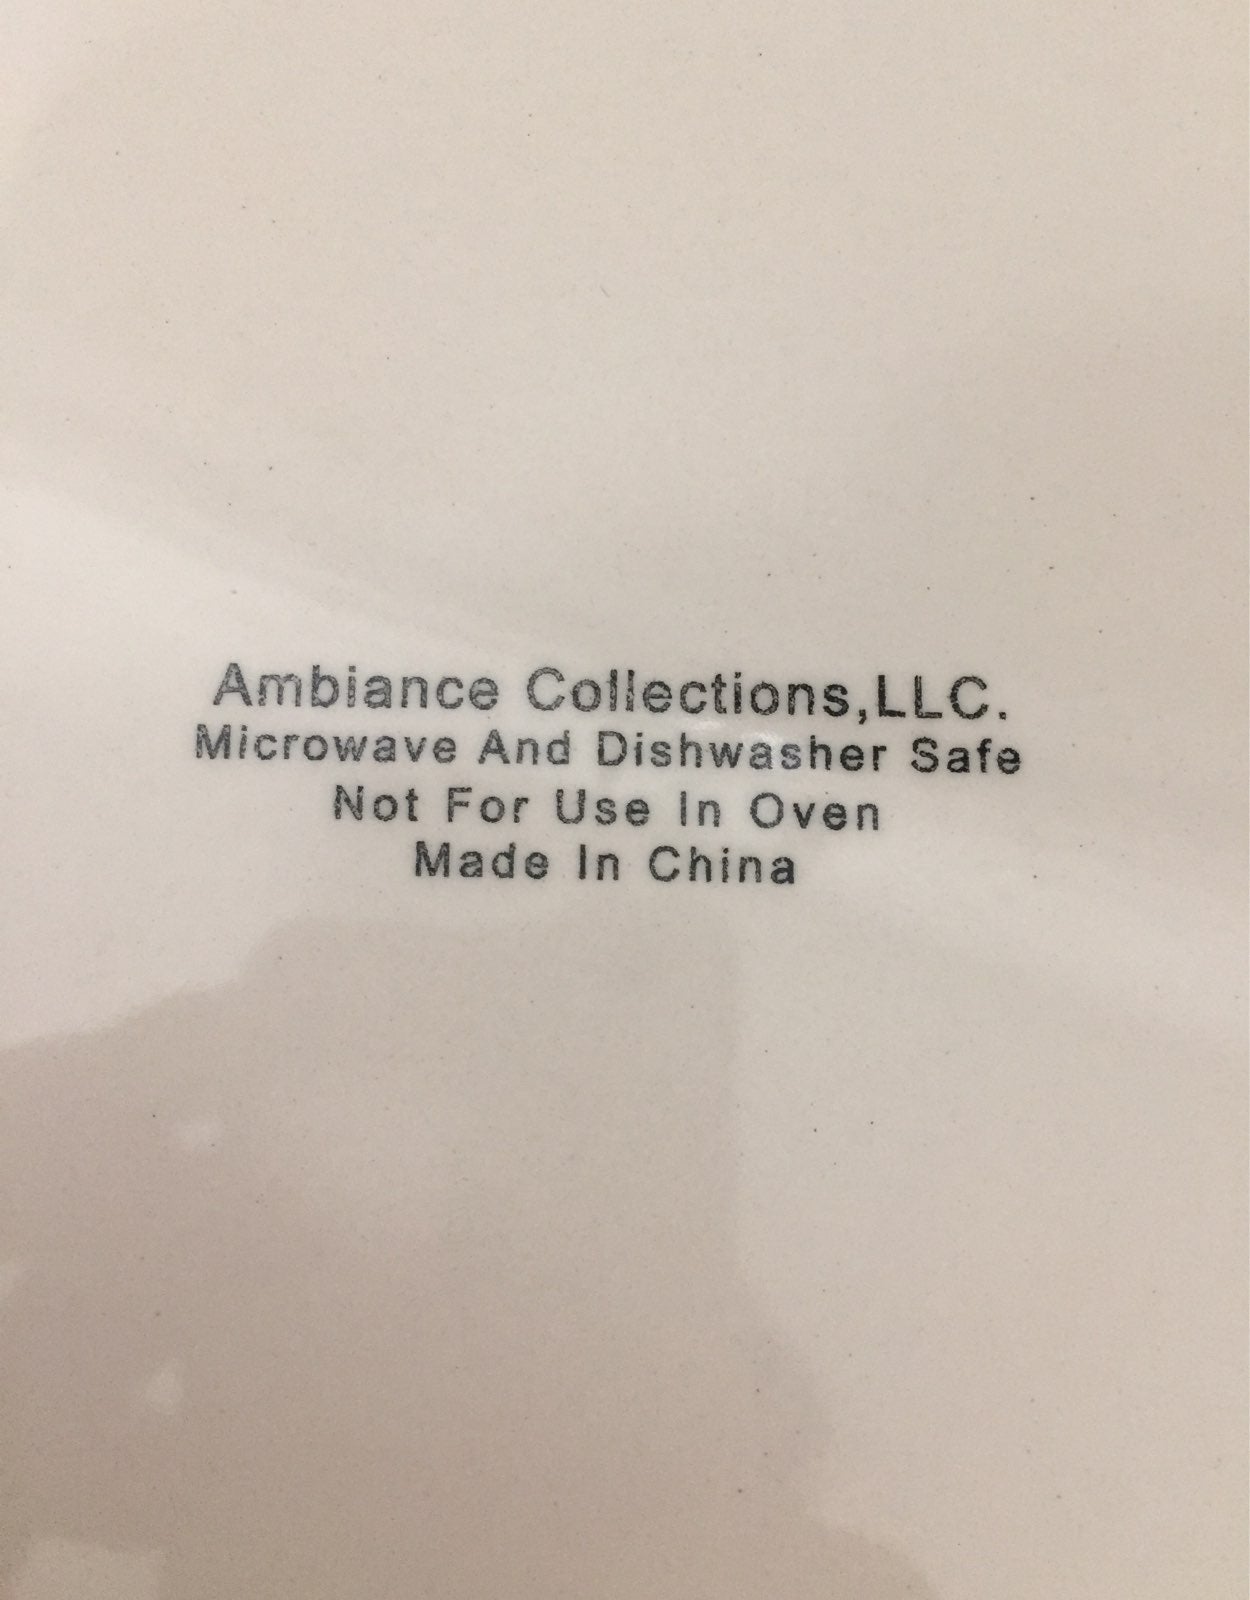 Ambiance Collections,LLC.
Microwave And Dishwasher Safe
Not For Use In Oven
Made In China